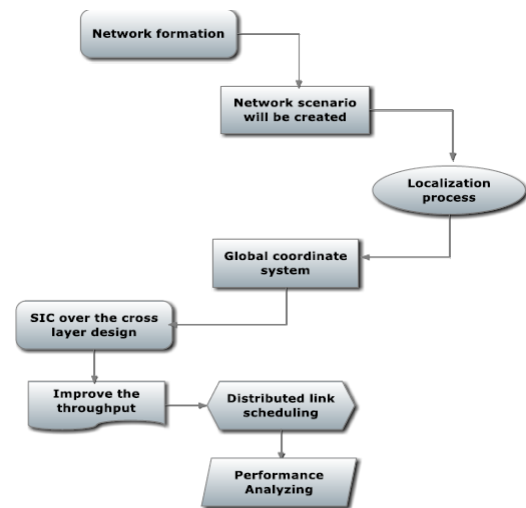 Network formation
Network scenario
will be created
Localization
process
Global coordinate
system
SIC over the cross
layer design
Improve the
throughput
Distributed link
scheduling
Performance
Analyzing